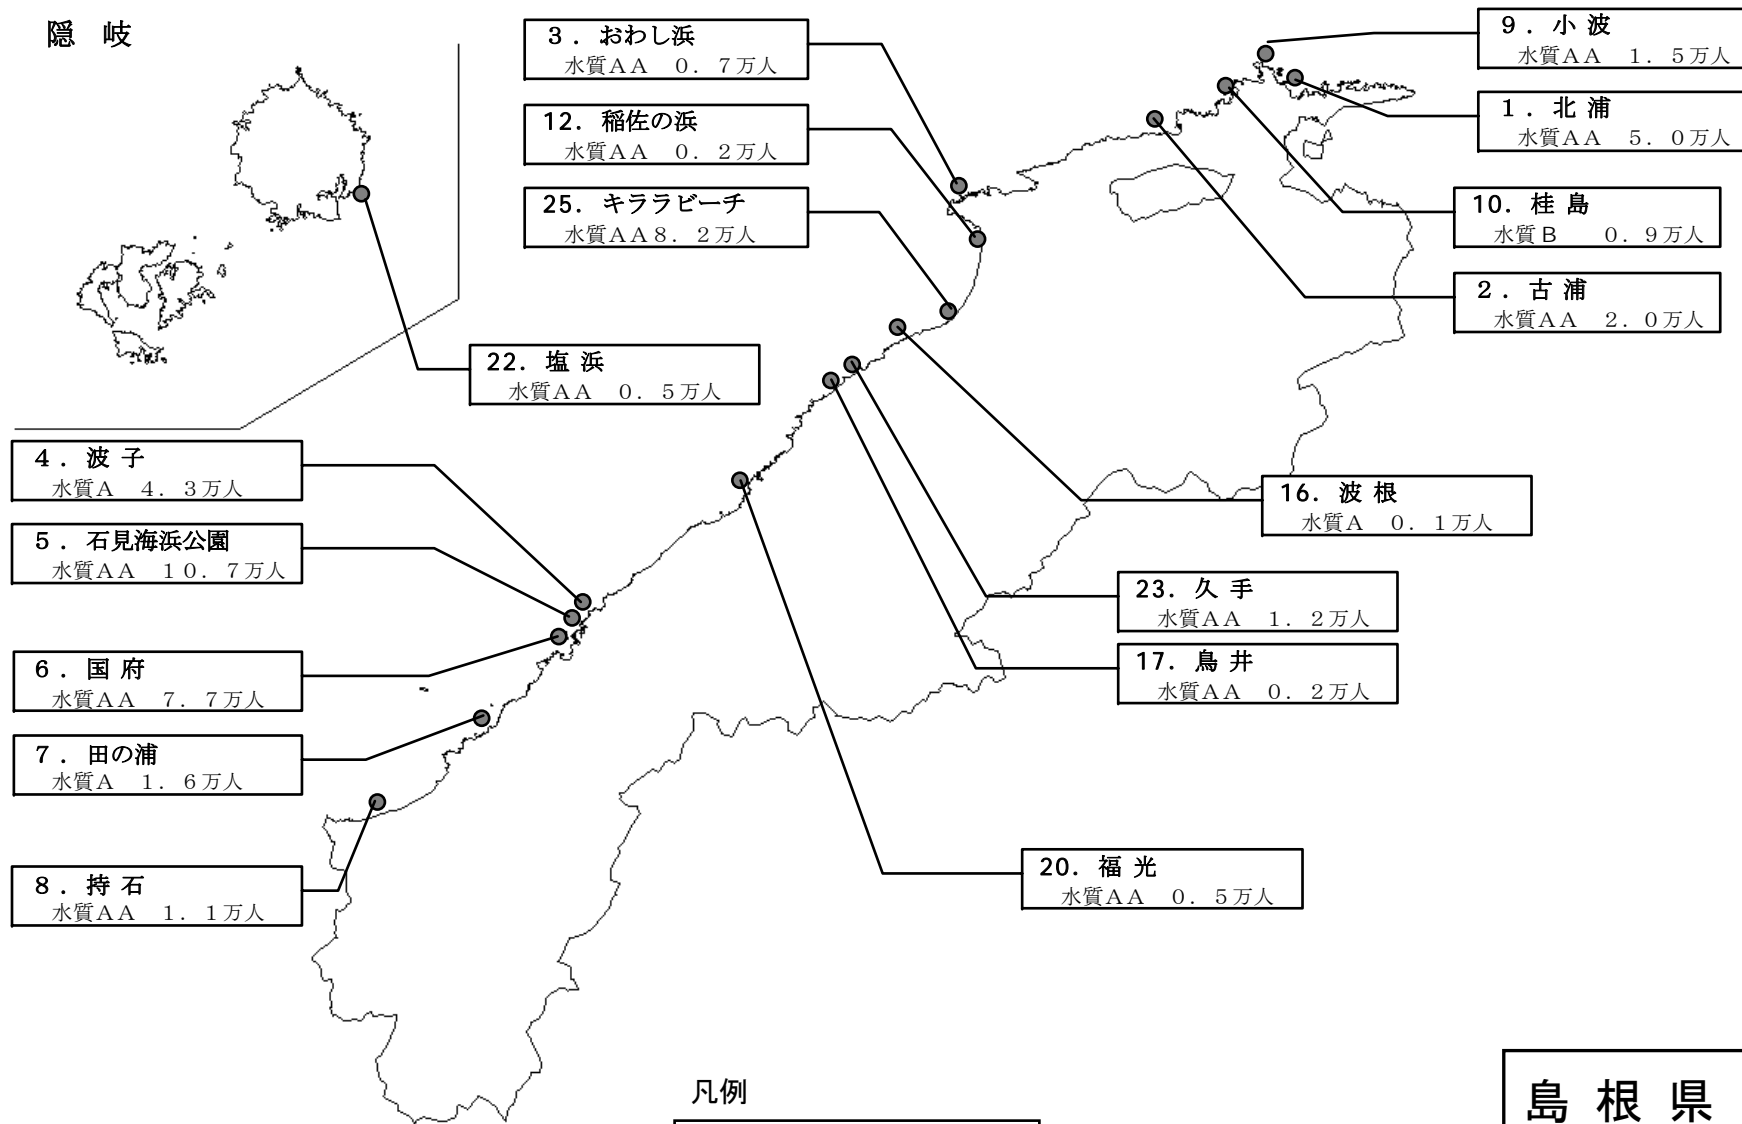 隠 岐
３．おわし浜
水質ＡＡ　０．７万人
12．稲佐の浜
水質ＡＡ　０．２万人
25．キララビーチ
水質ＡＡ８．２万人
９．小 波
水質ＡＡ　１．５万人
１．北 浦
水質ＡＡ　５．０万人
10．桂 島
水質Ｂ　０．９万人
２．古 浦
水質ＡＡ　２．０万人
22．塩 浜
水質ＡＡ　０．５万人
４．波 子
水質Ａ　４．３万人
５．石見海浜公園
水質ＡＡ　１０．７万人
６．国 府
水質ＡＡ　７．７万人
７．田の浦
水質Ａ　１．６万人
８．持 石
水質ＡＡ　１．１万人
16．波 根
水質Ａ　０．１万人
23．久 手
水質ＡＡ　１．２万人
17．鳥 井
水質ＡＡ　０．２万人
20．福 光
水質ＡＡ　０．５万人
凡例
島 根 県